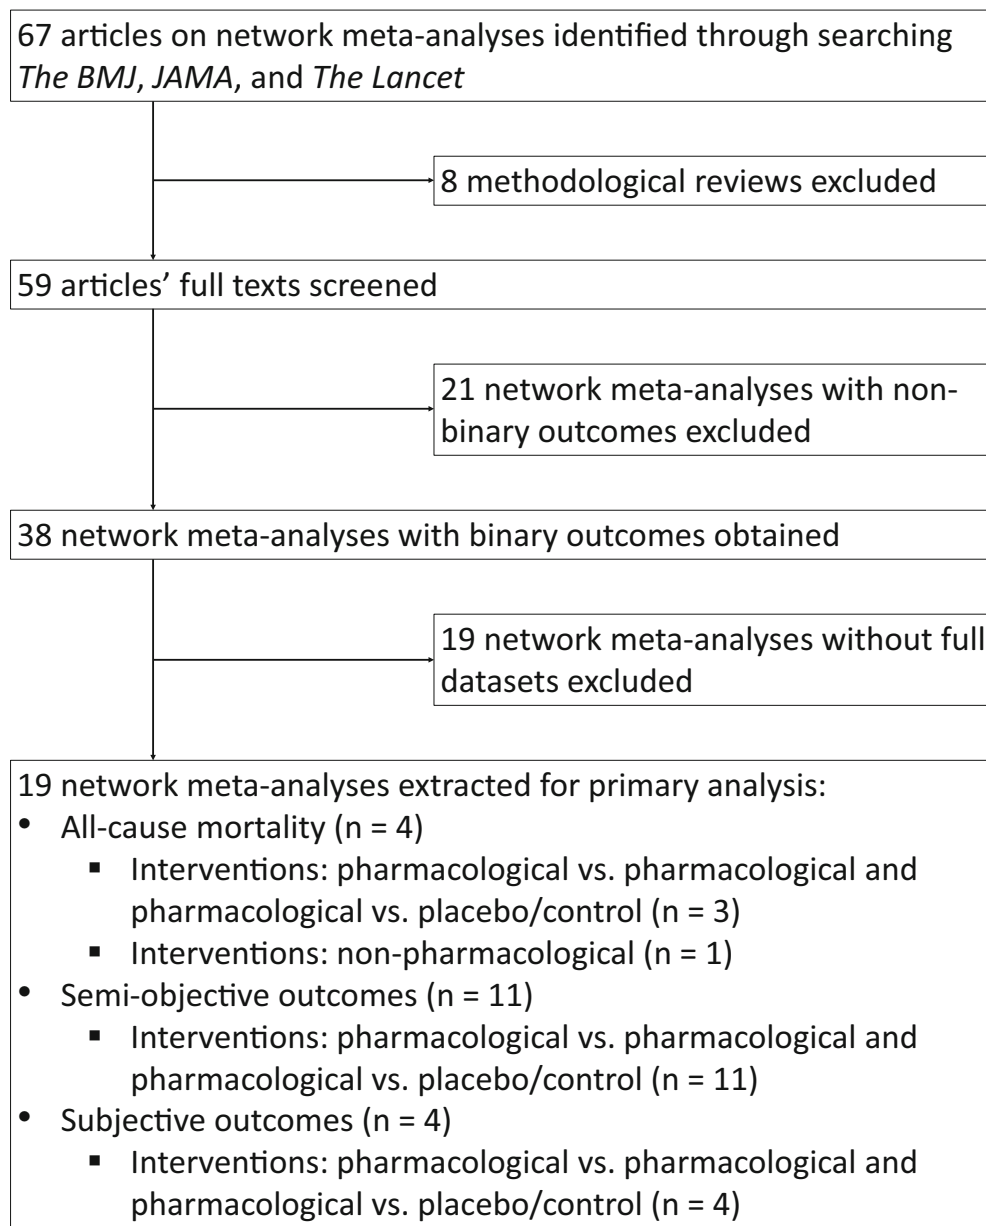 67 articles on network meta-analyses identified through searching
The BMJ, JAMA, and The Lancet
8 methodological reviews excluded
59 articles’ full texts screened
21 network meta-analyses with non-
binary outcomes excluded
38 network meta-analyses with binary outcomes obtained
19 network meta-analyses without full
datasets excluded
19 network meta-analyses extracted for primary analysis:
• All-cause mortality (n = 4)
▪ Interventions: pharmacological vs. pharmacological and
pharmacological vs. placebo/control (n = 3)
▪ Interventions: non-pharmacological (n = 1)
• Semi-objective outcomes (n = 11)
▪ Interventions: pharmacological vs. pharmacological and
pharmacological vs. placebo/control (n = 11)
• Subjective outcomes (n = 4)
▪ Interventions: pharmacological vs. pharmacological and
pharmacological vs. placebo/control (n = 4)